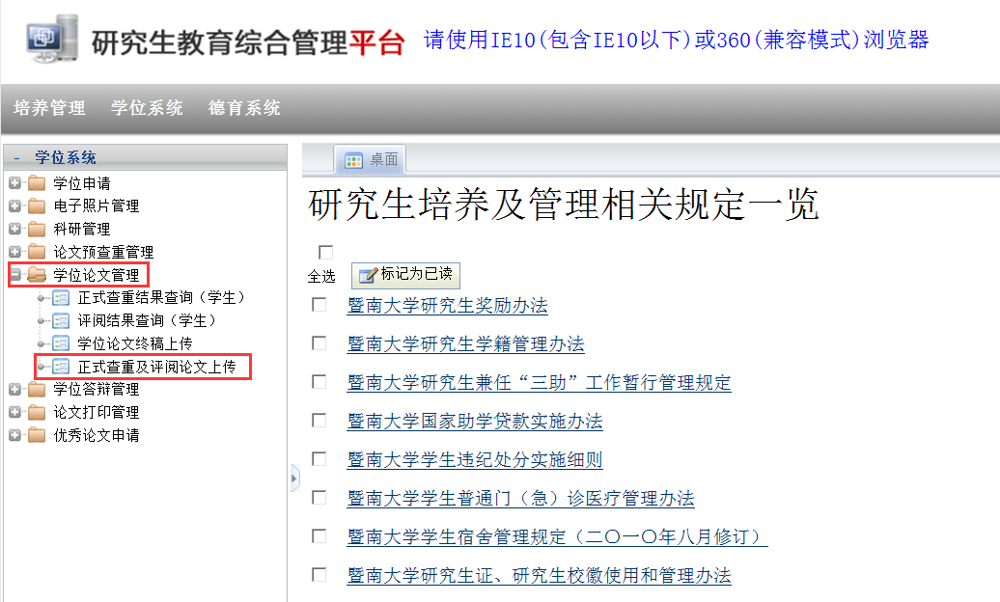 研究生教育综合管理平台 请使用IE10(包含IE10以下)或360(兼容模式)浏览器
培养管理 学位系统 德育系统
- 学位系统
学位申请
电子照片管理
科研管理
论文预查重管理
学位论文管理
正式查重结果查询（学生）
评阅结果查询（学生）
学位论文终稿上传
正式查重及评阅论文上传
学位答辩管理
论文打印管理
优秀论文申请
桌面
研究生培养及管理相关规定一览
全选 标记为已读
暨南大学研究生奖励办法
暨南大学研究生学籍管理办法
暨南大学研究生兼任“三助”工作暂行管理规定
暨南大学国家助学贷款实施办法
暨南大学学生违纪处分实施细则
暨南大学学生普通门（急）诊医疗管理办法
暨南大学学生宿舍管理规定（二〇一〇年八月修订）
暨南大学研究生证、研究生校徽使用和管理办法